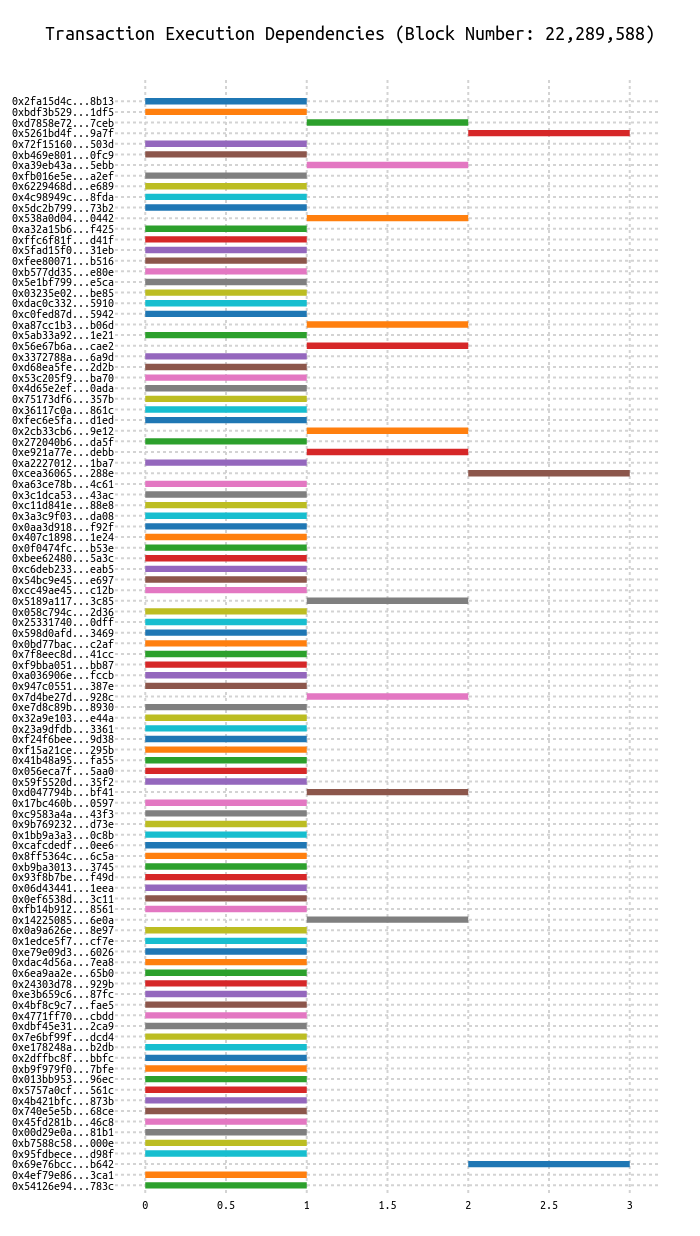 Transaction Execution Dependencies (Block Number: 22,289,588)
0x2fa15d4c...8b13
0xbdf3b529...1df5
0xd7858e72...7ceb
0x5261bd4f...9a7f
0x72f15160...503d
0xb469e801...0fc9
0xa39eb43a...5ebb
0xfb016e5e...a2ef
0x6229468d...e689
0x4c98949c...8fda
0x5dc2b799...73b2
0x538a0d04...0442
0xa32a15b6...f425
0xffc6f81f...d41f
0x5fad15f0...31eb
0xfee80071...b516
0xb577dd35...e80e
0x5e1bf799...e5ca
0x03235e02...be85
0xdac0c332...5910
0xc0fed87d...5942
0xa87cc1b3...b06d
0x5ab33a92...1e21
0x56e67b6a...cae2
0x3372788a...6a9d
0xd68ea5fe...2d2b
0x53c205f9...ba70
0x4d65e2ef...0ada
0x75173df6...357b
0x36117c0a...861c
0xfec6e5fa...d1ed
0x2cb33cb6...9e12
0x272040b6...da5f
0xe921a77e...debb
0xa2227012...1ba7
0xcea36065...288e
0xa63ce78b...4c61
0x3c1dca53...43ac
0xc11d841e...88e8
0x3a3c9f03...da08
0x0aa3d918...f92f
0x407c1898...1e24
0x0f0474fc...b53e
0xbee62480...5a3c
0xc6deb233...eab5
0x54bc9e45...e697
0xcc49ae45...c12b
0x5189a117...3c85
0x058c794c...2d36
0x25331740...0dff
0x598d0afd...3469
0x0bd77bac...c2af
0x7f8eec8d...41cc
0xf9bba051...bb87
0xa036906e...fccb
0x947c0551...387e
0x7d4be27d...928c
0xe7d8c89b...8930
0x32a9e103...e44a
0x23a9dfdb...3361
0xf24f6bee...9d38
0xf15a21ce...295b
0x41b48a95...fa55
0x056eca7f...5aa0
0x59f5520d...35f2
0xd047794b...bf41
0x17bc460b...0597
0xc9583a4a...43f3
0x9b769232...d73e
0x1bb9a3a3...0c8b
0xcafcdedf...0ee6
0x8ff5364c...6c5a
0xb9ba3013...3745
0x93f8b7be...f49d
0x06d43441...1eea
0x0ef6538d...3c11
0xfb14b912...8561
0x14225085...6e0a
0x0a9a626e...8e97
0x1edce5f7...cf7e
0xe79e09d3...6026
0xdac4d56a...7ea8
0x6ea9aa2e...65b0
0x24303d78...929b
0xe3b659c6...87fc
0x4bf8c9c7...fae5
0x4771ff70...cbdd
0xdbf45e31...2ca9
0x7e6bf99f...dcd4
0xe178248a...b2db
0x2dffbc8f...bbfc
0xb9f979f0...7bfe
0x013bb953...96ec
0x5757a0cf...561c
0x4b421bfc...873b
0x740e5e5b...68ce
0x45fd281b...46c8
0x00d29e0a...81b1
0xb7588c58...000e
0x95fdbece...d98f
0x69e76bcc...b642
0x4ef79e86...3ca1
0x54126e94...783c
0 0.5 1 1.5 2 2.5 3